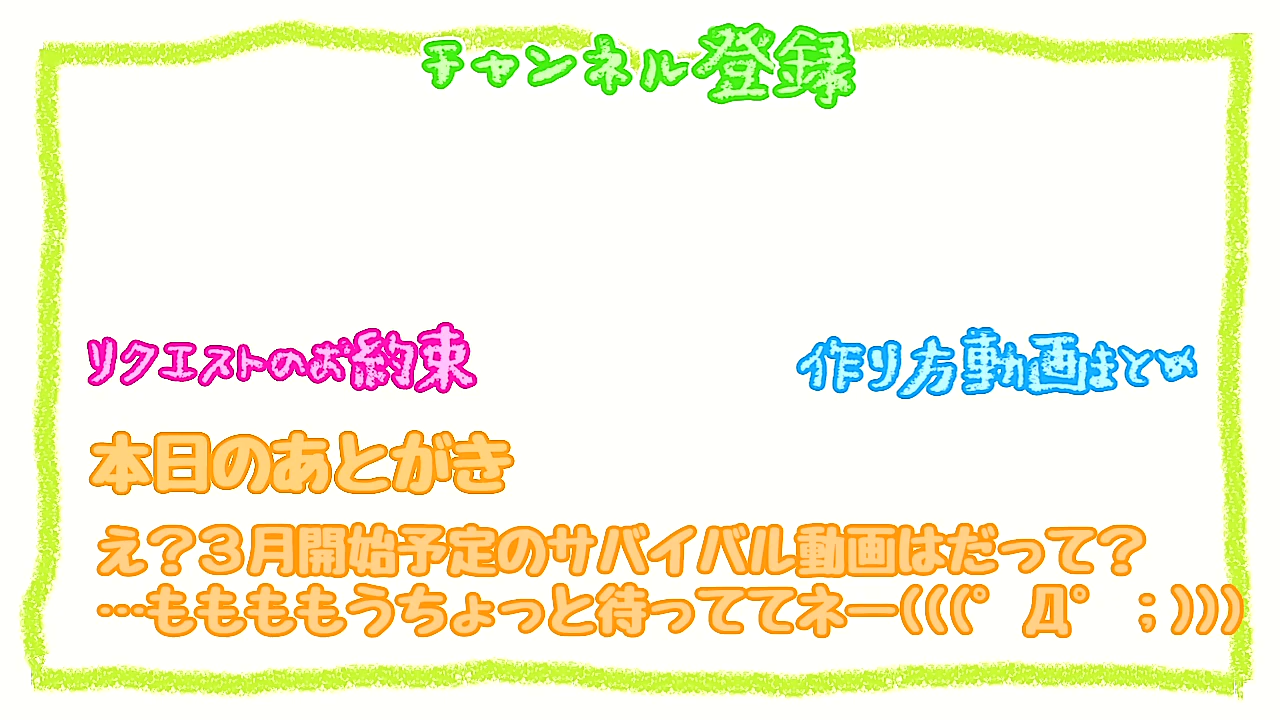 チャンネル登録
リクエストのお約束
作り方動画まとめ
本日のあとがき
え？３月開始予定のサバイバル動画はだって？
…もももものうちょっと待っててネー(((゜Д゜；)))